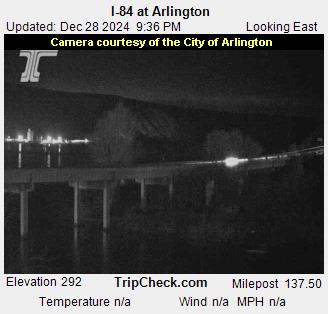 I-84 at Arlington
Updated: Dec 28 2024 9:36 PM Looking East
Camera courtesy of the City of Arlington
Elevation 292 TripCheck.com Milepost 137.50
Temperature n/a Wind n/a MPH n/a